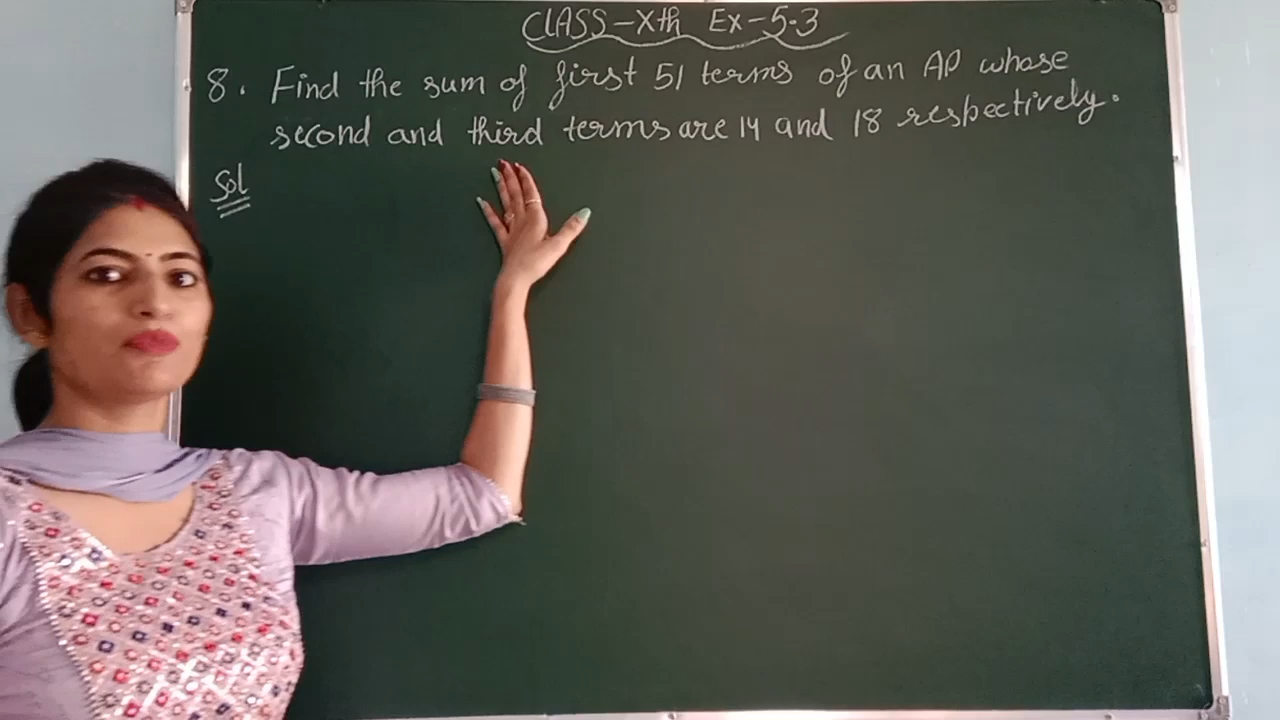 CLASS-Xth Ex-5.3
8. Find the sum of first 51 terms of an AP whose
second and third terms are 14 and 18 respectively.
Sol